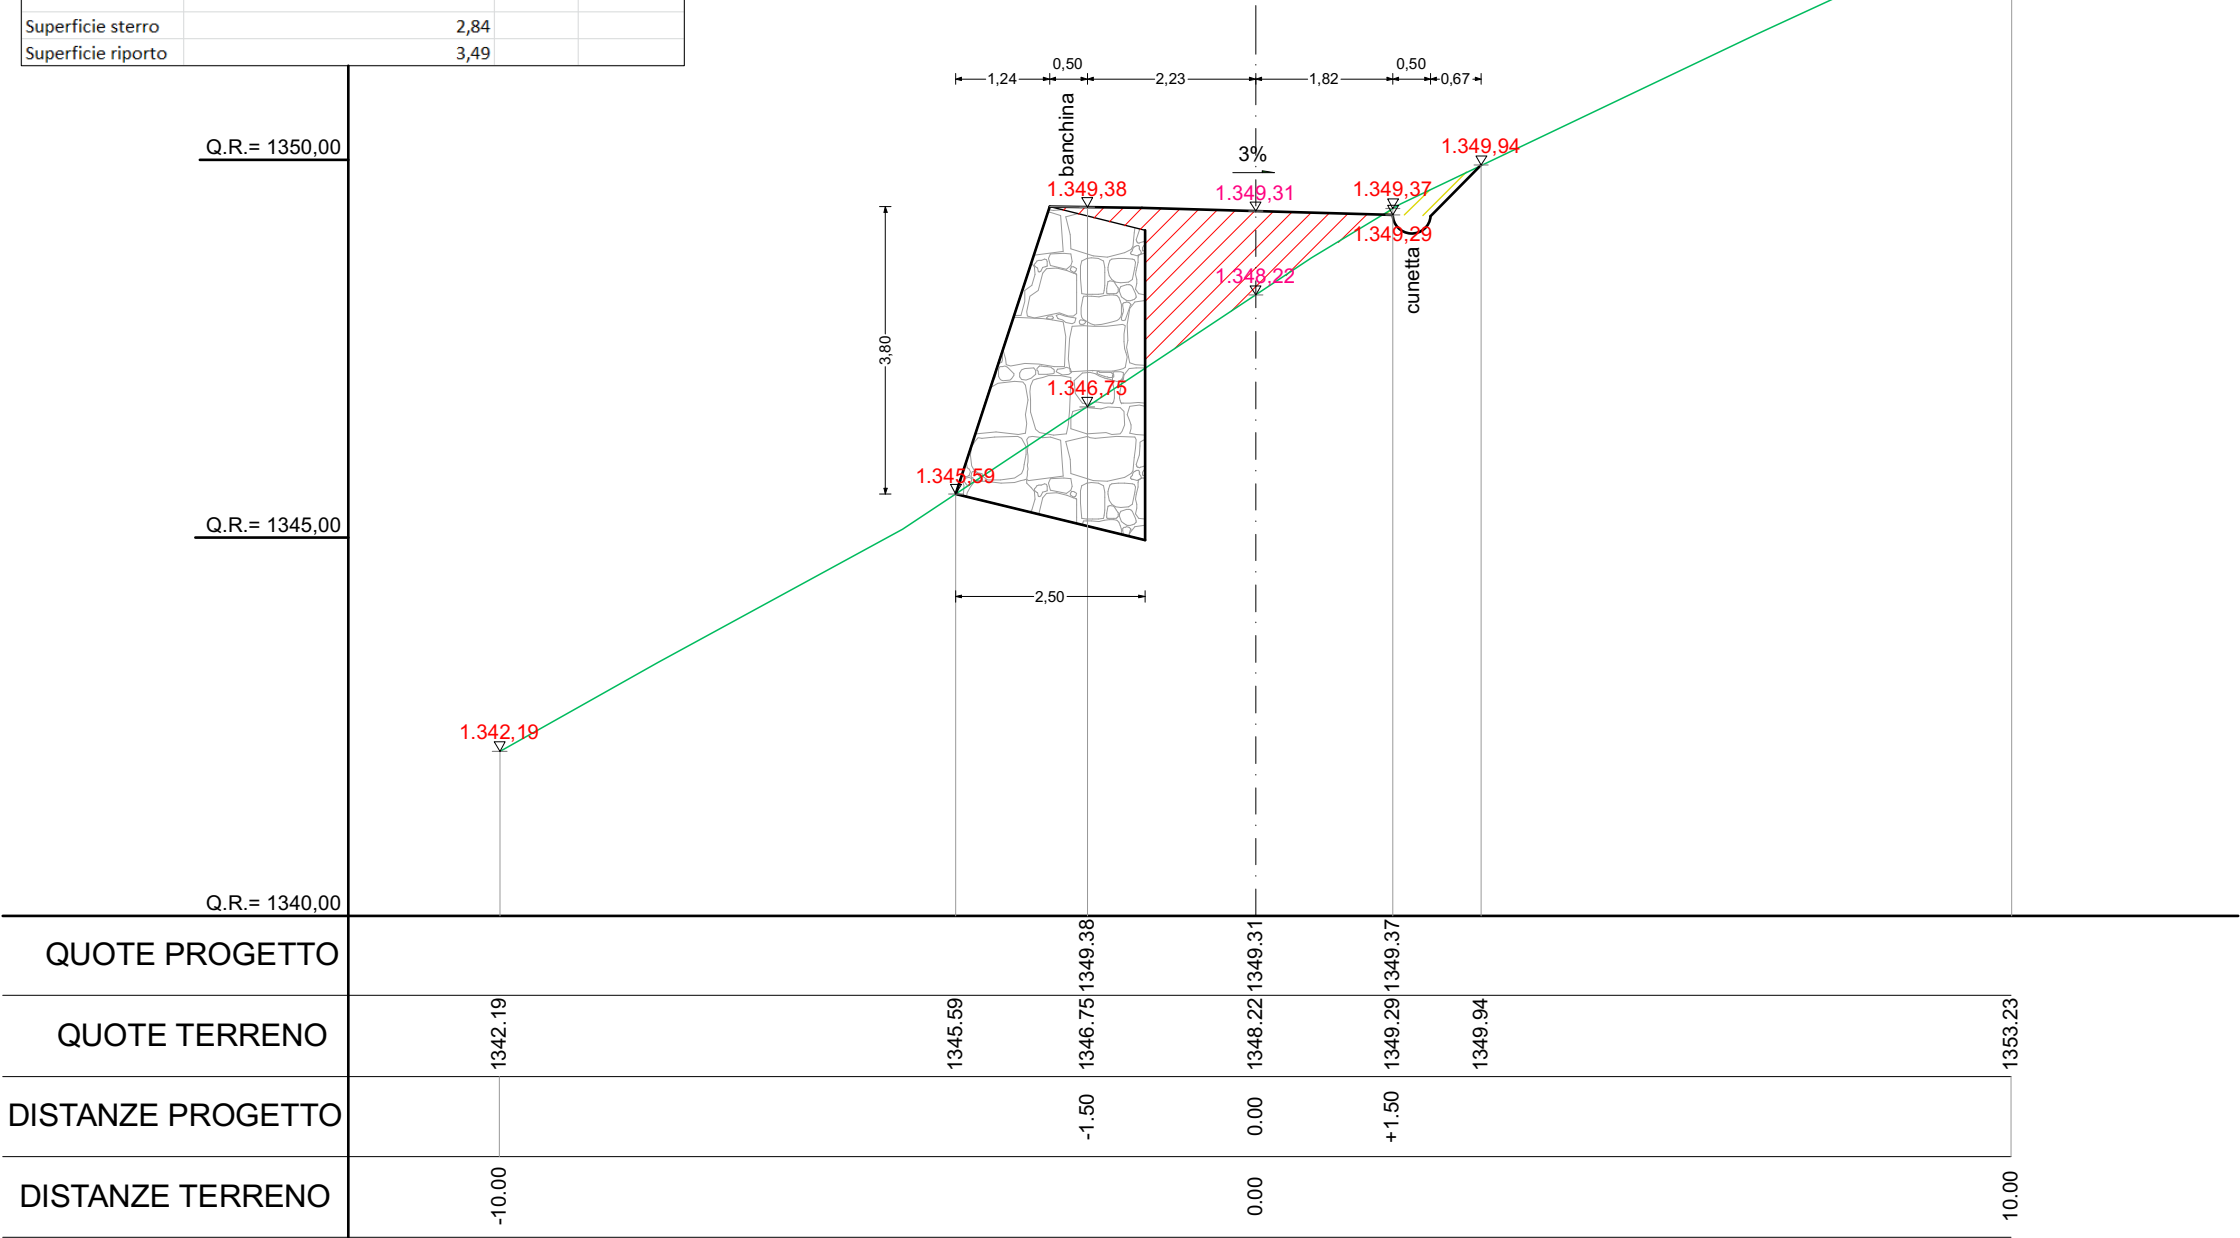 Superficie sterro 2,84
Superficie riporto 3,49
0,50 0,50
1,24 2,23 1,82 0,67
banchina
Q.R.= 1350,00
3%
1.349,94
1.349,38
1.349,31
1.349,37
1.349,29
cunetta
1.348,22
3,80
1.346,75
1.345,59
Q.R.= 1345,00
2,50
1.342,19
Q.R.= 1340,00
QUOTE PROGETTO 1349.38 1349.31 1349.37
QUOTE TERRENO 1342.19 1345.59 1346.75 1348.22 1349.29 1349.94 1353.23
DISTANZE PROGETTO -1.50 0.00 +1.50
DISTANZE TERRENO -10.00 0.00 10.00